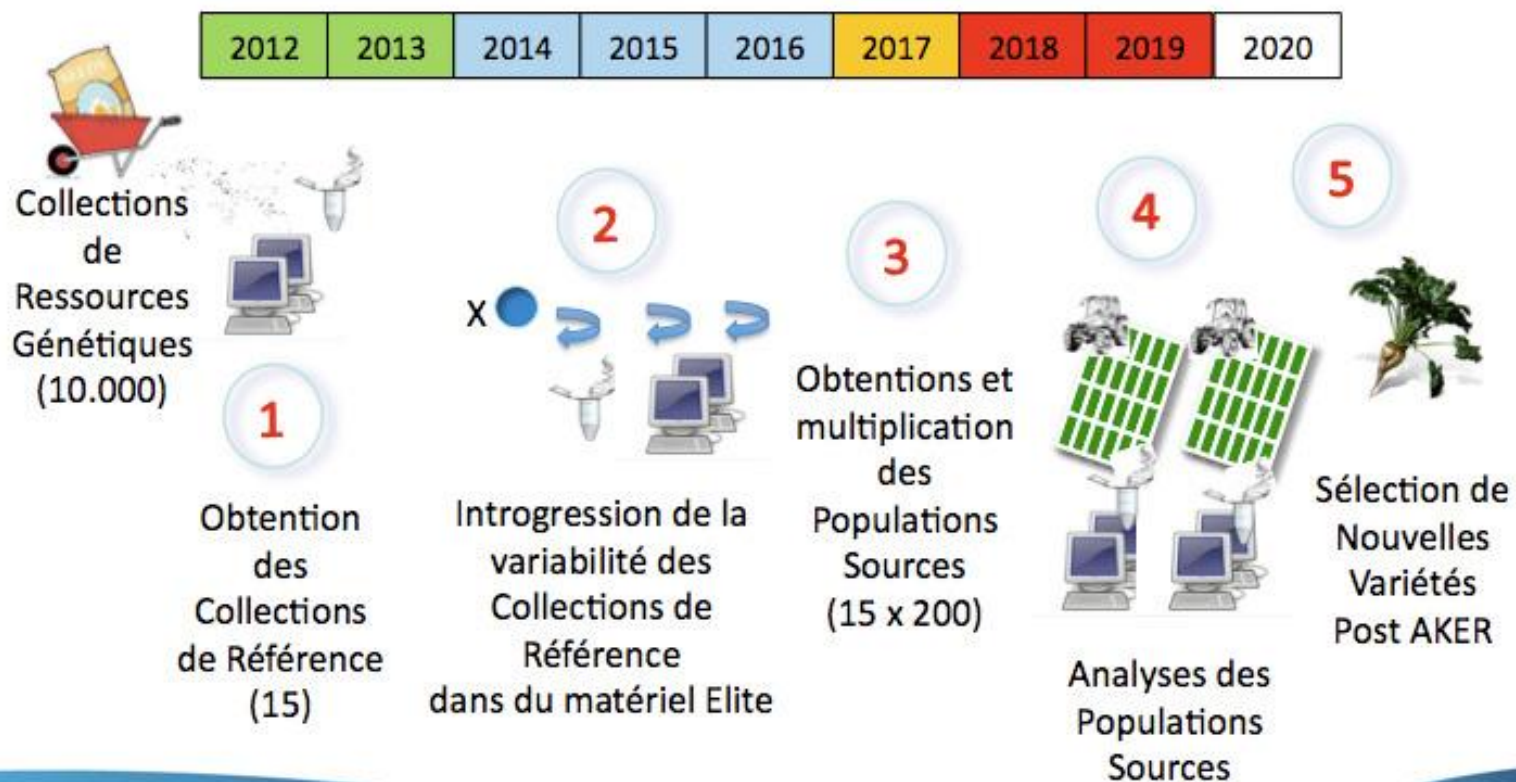 2012 2013 2014 2015 2016 2017 2018 2019 2020
Collections
de
Ressources
Génétiques
(10.000)
1
Obtention
des
Collections
de Référence
(15)
2
X
Introgression de la
variabilité des
Collections de
Référence
dans du matériel Elite
3
Obtentions et
multiplication
des
Populations
Sources
(15 x 200)
4
Analyses des
Populations
Sources
5
Sélection de
Nouvelles
Variétés
Post AKER